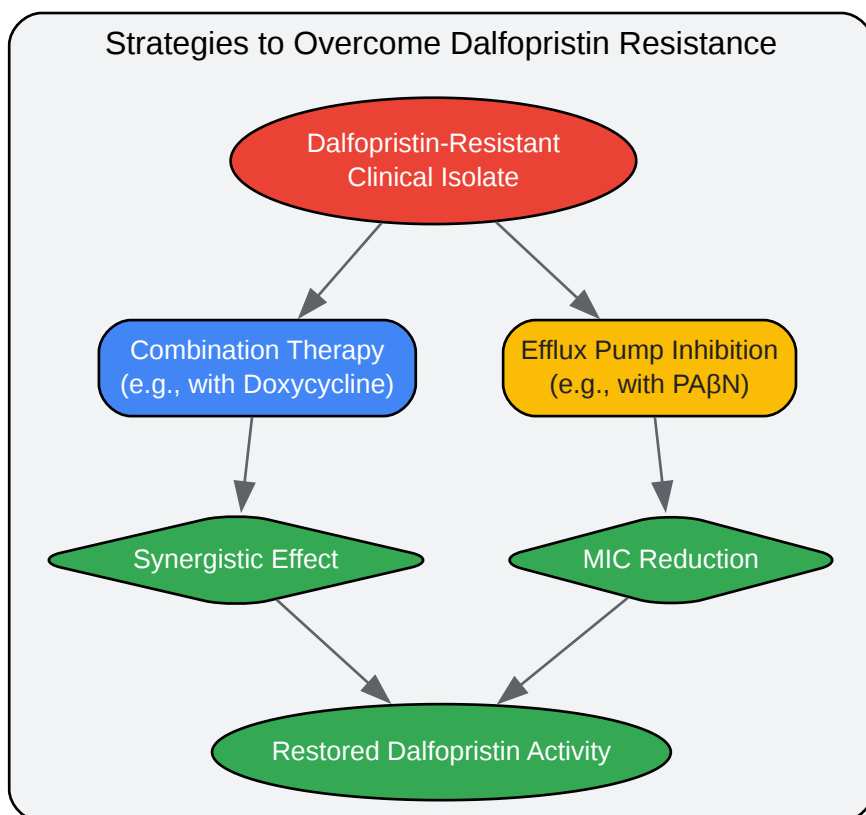 Strategies to Overcome Dalfopristin Resistance
Dalfopristin-Resistant
Clinical Isolate
Combination Therapy
(e.g., with Doxycycline)
Efflux Pump Inhibition
(e.g., with PAβN)
Synergistic Effect
MIC Reduction
Restored Dalfopristin Activity